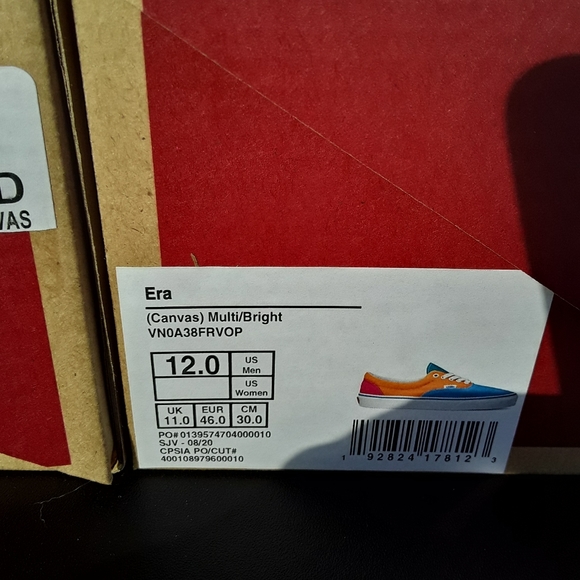 D
VAS
Era
(Canvas) Multi/Bright
VN0A38FRVOP
12.0 US Men
US Women
UK 11.0 EUR 46.0 CM 30.0
PO# 0139574704000010
SJV - 08/20
CPSIA PO/CUT#
400108979600010
1 92824 17812 3